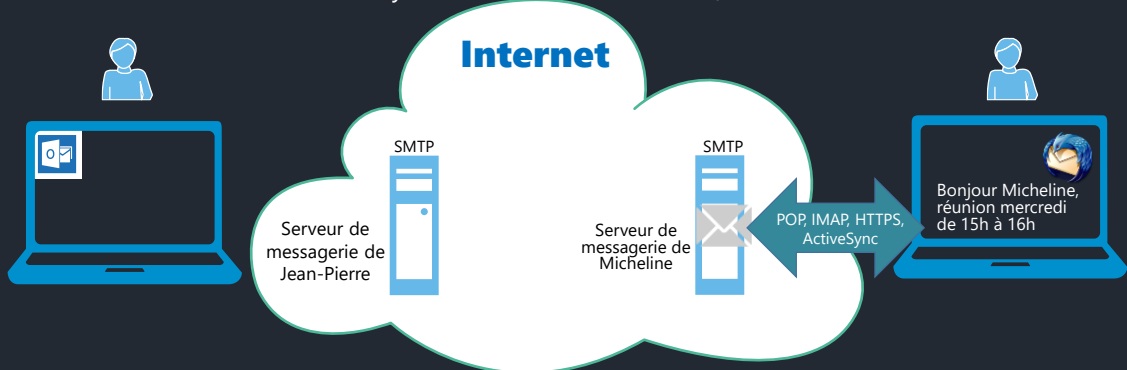 Internet
SMTP
SMTP
Serveur de
messagerie de
Jean-Pierre
Serveur de
messagerie de
Micheline
POP, IMAP, HTTPS,
ActiveSync
Bonjour Micheline,
réunion mercredi
de 15h à 16h